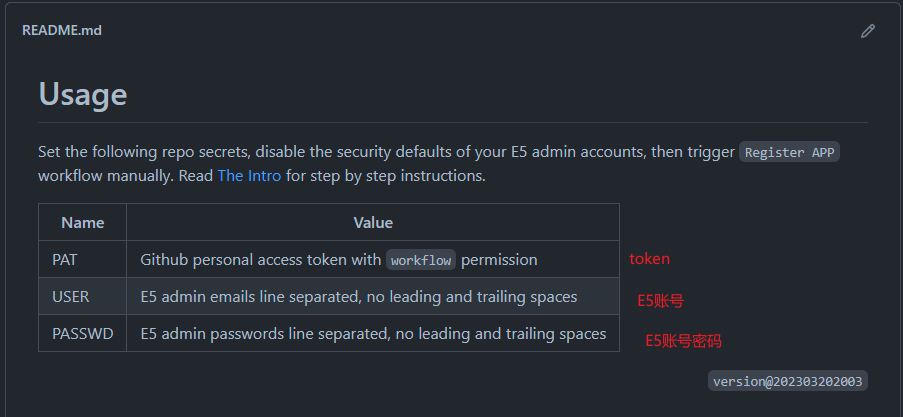 README.md
Usage
Set the following repo secrets, disable the security defaults of your E5 admin accounts, then trigger Register APP
workflow manually. Read The Intro for step by step instructions.
Name Value
PAT Github personal access token with workflow permission token
USER E5 admin emails line separated, no leading and trailing spaces E5账号
PASSWD E5 admin passwords line separated, no leading and trailing spaces E5账号密码
version@202303202003